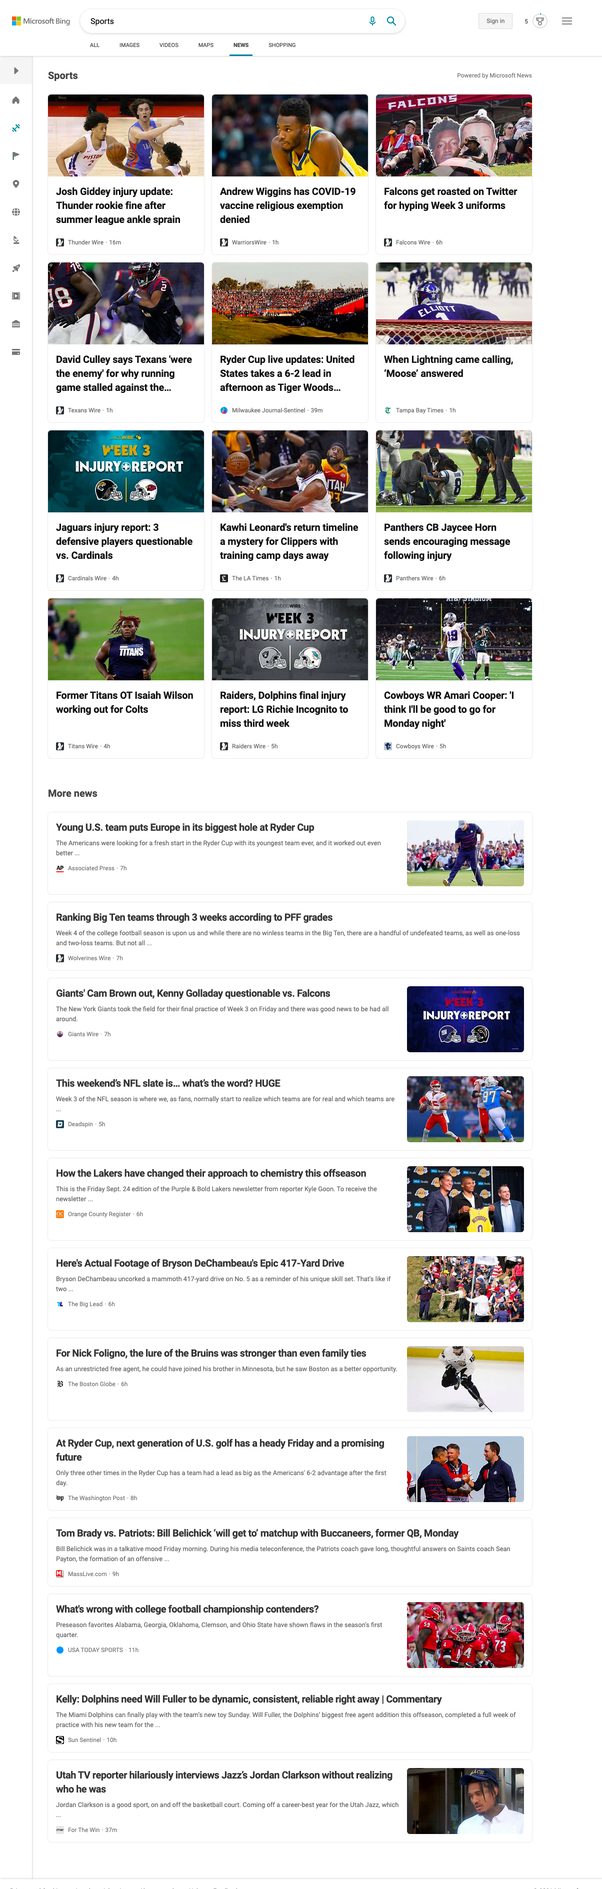 Microsoft Bing
Sports
Sign in
5
ALL
IMAGES
VIDEOS
MAPS
NEWS
SHOPPING
Sports
Powered by Microsoft News
Josh Giddey injury update:
Thunder rookie fine after
summer league ankle sprain
Thunder Wire · 16m
Andrew Wiggins has COVID-19
vaccine religious exemption
denied
WarriorsWire · 1h
FALCONS
Falcons get roasted on Twitter
for hyping Week 3 uniforms
Falcons Wire · 6h
David Culley says Texans 'were
the enemy' for why running
game stalled against the...
Texans Wire · 1h
Ryder Cup live updates: United
States takes a 6-2 lead in
afternoon as Tiger Woods...
Milwaukee Journal-Sentinel · 39m
ELLIOTT
When Lightning came calling,
‘Moose’ answered
Tampa Bay Times · 1h
WEEK 3
INJURY+REPORT
Jaguars injury report: 3
defensive players questionable
vs. Cardinals
Cardinals Wire · 4h
Kawhi Leonard's return timeline
a mystery for Clippers with
training camp days away
The LA Times · 1h
Panthers CB Jaycee Horn
sends encouraging message
following injury
Panthers Wire · 6h
TITANS
Former Titans OT Isaiah Wilson
working out for Colts
Titans Wire · 4h
WEEK 3
INJURY+REPORT
Raiders, Dolphins final injury
report: LG Richie Incognito to
miss third week
Raiders Wire · 5h
19
Cowboys WR Amari Cooper: 'I
think I'll be good to go for
Monday night'
Cowboys Wire · 5h
More news
Young U.S. team puts Europe in its biggest hole at Ryder Cup
The Americans were looking for a fresh start in the Ryder Cup with its youngest team ever, and it worked out even
better ...
AP Associated Press · 7h
Ranking Big Ten teams through 3 weeks according to PFF grades
Week 4 of the college football season is upon us and while there are no winless teams in the Big Ten, there are a handful of undefeated teams, as well as one-loss
and two-loss teams. But not all ...
Wolverines Wire · 7h
Giants' Cam Brown out, Kenny Golladay questionable vs. Falcons
The New York Giants took the field for their final practice of Week 3 on Friday and there was good news to be had all
around.
Giants Wire · 7h
WEEK 3
INJURY+REPORT
This weekend’s NFL slate is... what’s the word? HUGE
Week 3 of the NFL season is where we, as fans, normally start to realize which teams are for real and which teams are
...
Deadspin · 5h
97
How the Lakers have changed their approach to chemistry this offseason
This is the Friday Sept. 24 edition of the Purple & Bold Lakers newsletter from reporter Kyle Goon. To receive the
newsletter ...
Orange County Register · 6h
Here's Actual Footage of Bryson DeChambeau's Epic 417-Yard Drive
Bryson DeChambeau uncorked a mammoth 417-yard drive on No. 5 as a reminder of his unique skill set. That's like if
two ...
The Big Lead · 6h
For Nick Foligno, the lure of the Bruins was stronger than even family ties
As an unrestricted free agent, he could have joined his brother in Minnesota, but he saw Boston as a better opportunity.
The Boston Globe · 6h
At Ryder Cup, next generation of U.S. golf has a heady Friday and a promising
future
Only three other times in the Ryder Cup has a team had a lead as big as the Americans' 6-2 advantage after the first
day.
The Washington Post · 8h
Tom Brady vs. Patriots: Bill Belichick ‘will get to’ matchup with Buccaneers, former QB, Monday
Bill Belichick was in a talkative mood Friday morning. During his media teleconference, the Patriots coach gave long, thoughtful answers on Saints coach Sean
Payton, the formation of an offensive ...
MassLive.com · 9h
What's wrong with college football championship contenders?
Preseason favorites Alabama, Georgia, Oklahoma, Clemson, and Ohio State have shown flaws in the season's first
quarter.
USA TODAY SPORTS · 11h
Kelly: Dolphins need Will Fuller to be dynamic, consistent, reliable right away | Commentary
The Miami Dolphins can finally play with the team's new toy Sunday. Will Fuller, the Dolphins' biggest free agent addition this offseason, completed a full week of
practice with his new team for the ...
Sun Sentinel · 10h
Utah TV reporter hilariously interviews Jazz’s Jordan Clarkson without realizing
who he was
Jordan Clarkson is a good sport, on and off the basketball court. Coming off a career-best year for the Utah Jazz, which
...
For The Win · 37m